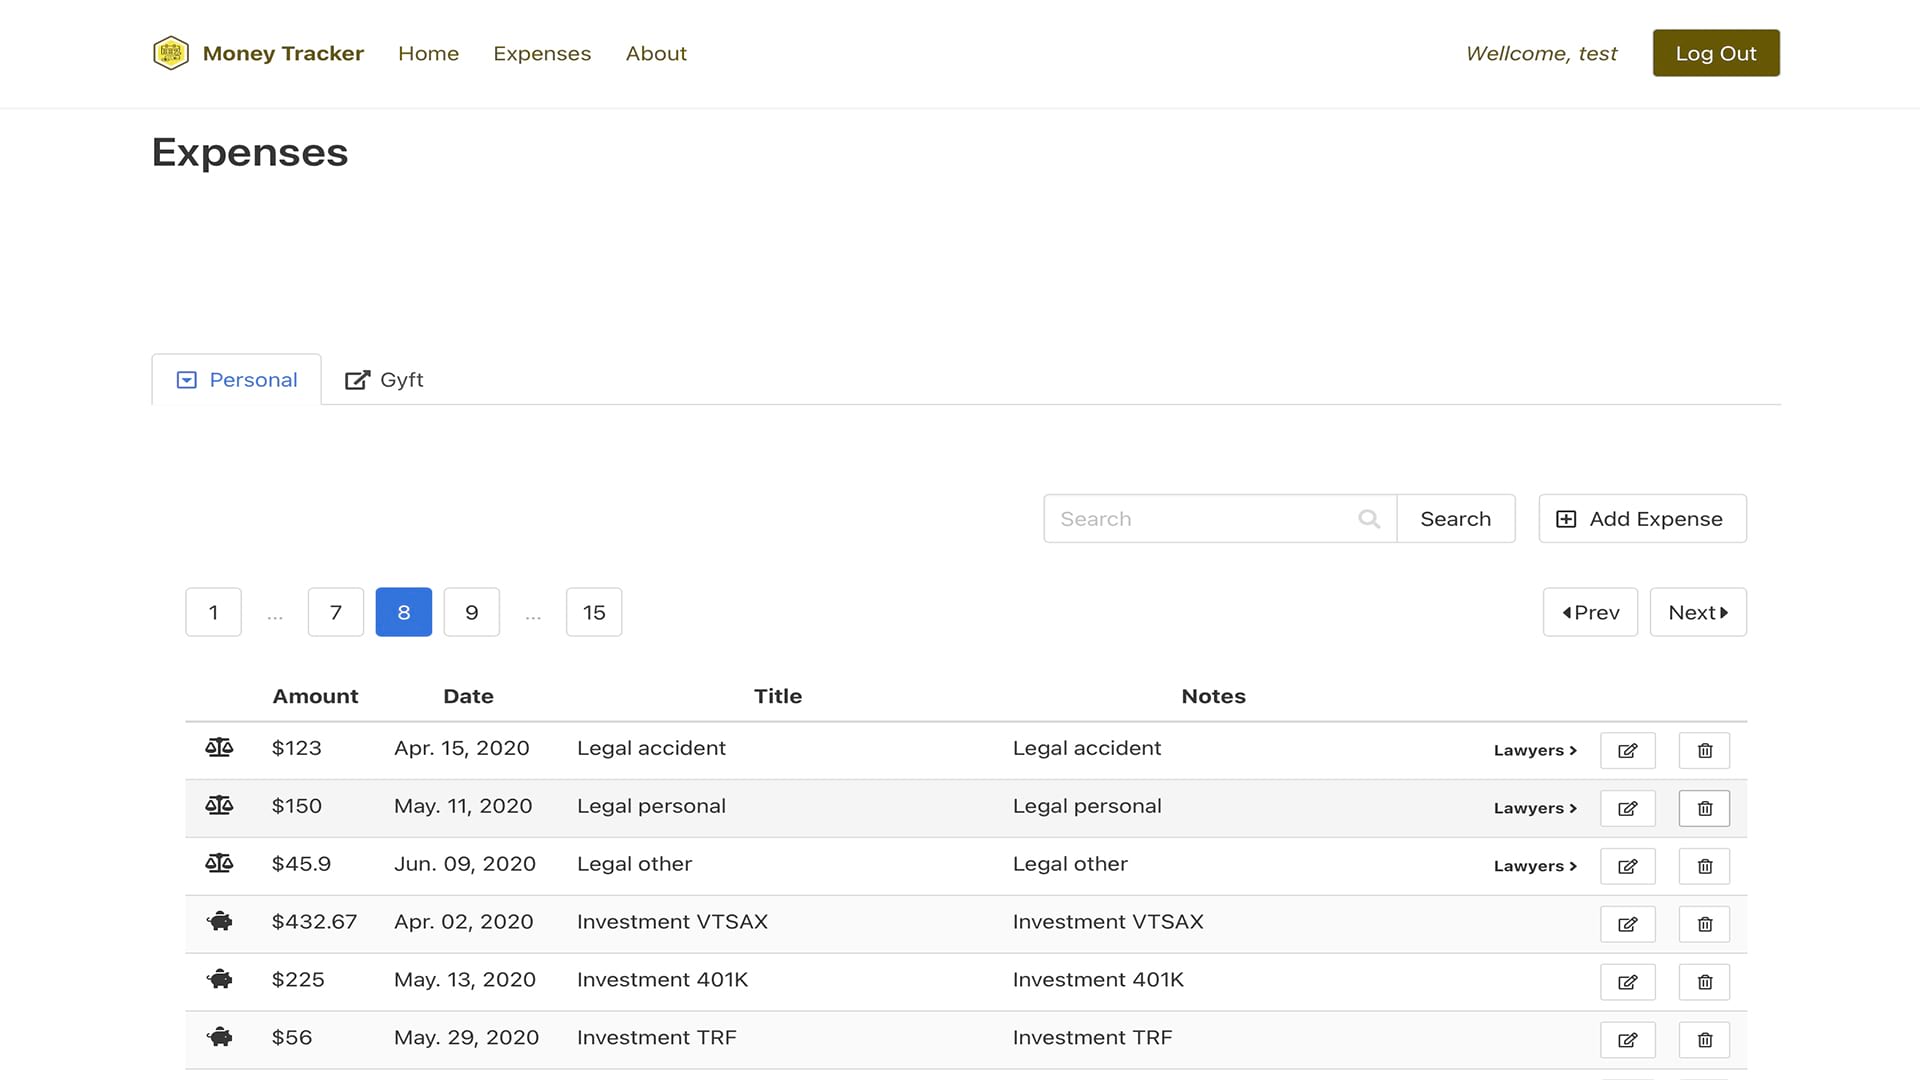 Money Tracker Home Expenses About Wellcome, test Log Out
Expenses
Personal Gyft
Search Search Add Expense
1 ... 7 8 9 ... 15 Prev Next
Amount Date Title Notes
$123 Apr. 15, 2020 Legal accident Legal accident Lawyers >
$150 May. 11, 2020 Legal personal Legal personal Lawyers >
$45.9 Jun. 09, 2020 Legal other Legal other Lawyers >
$432.67 Apr. 02, 2020 Investment VTSAX Investment VTSAX
$225 May. 13, 2020 Investment 401K Investment 401K
$56 May. 29, 2020 Investment TRF Investment TRF